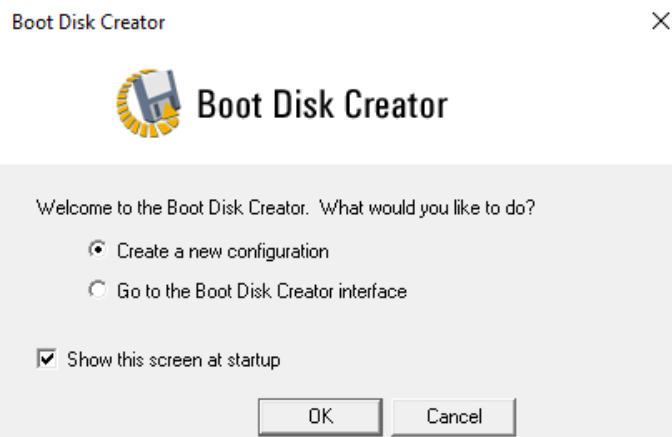 Boot Disk Creator
Boot Disk Creator
Welcome to the Boot Disk Creator. What would you like to do?
Create a new configuration
Go to the Boot Disk Creator interface
Show this screen at startup
OK Cancel